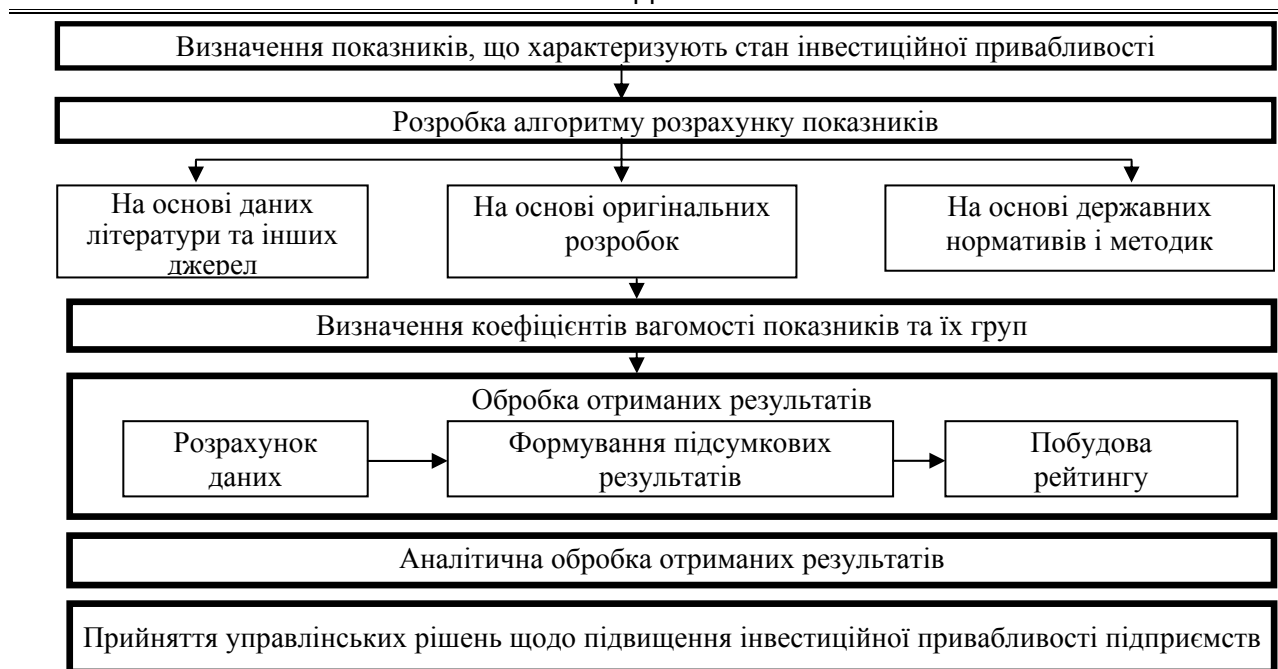 Визначення показників, що характеризують стан інвестиційної привабливості
Розробка алгоритму розрахунку показників
На основі даних
літератури та інших
джерел
На основі оригінальних
розробок
На основі державних
нормативів і методик
Визначення коефіцієнтів вагомості показників та їх груп
Обробка отриманих результатів
Розрахунок
даних
Формування підсумкових
результатів
Побудова
рейтингу
Аналітична обробка отриманих результатів
Прийняття управлінських рішень щодо підвищення інвестиційної привабливості підприємств